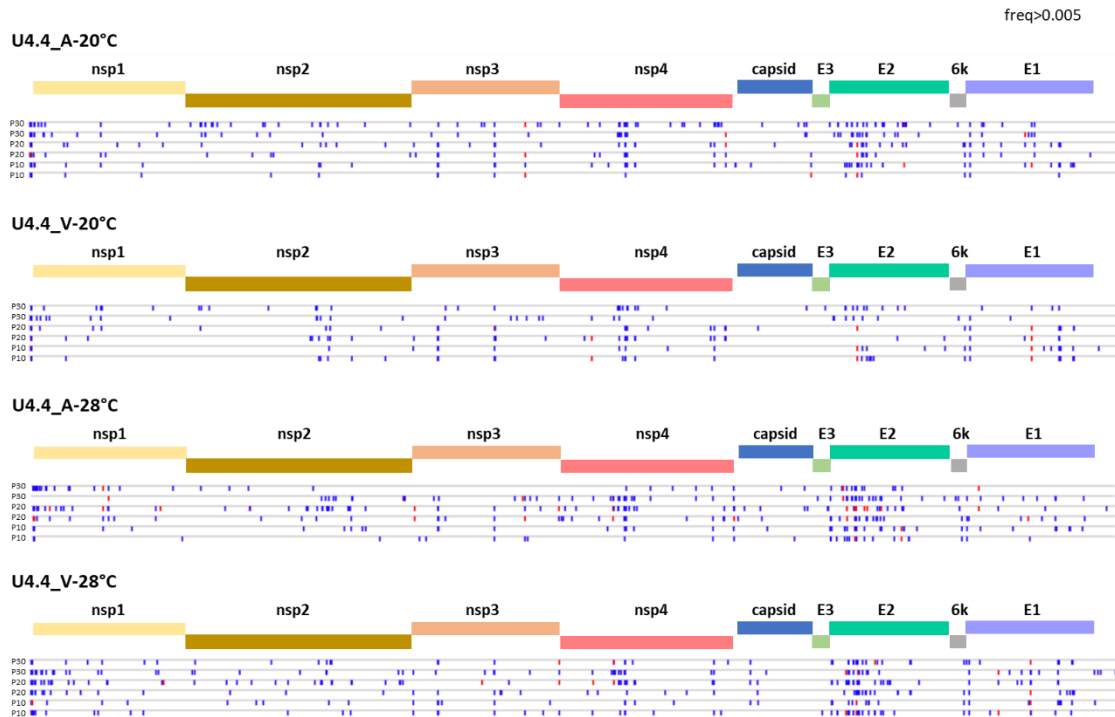 freq>0.005
U4.4_A-20°C
nsp1 nsp2 nsp3 nsp4 capsid E3 E2 6k E1
P30
P30
P20
P20
P10
P10
U4.4_V-20°C
nsp1 nsp2 nsp3 nsp4 capsid E3 E2 6k E1
P30
P30
P20
P20
P10
P10
U4.4_A-28°C
nsp1 nsp2 nsp3 nsp4 capsid E3 E2 6k E1
P30
P30
P20
P20
P10
P10
U4.4_V-28°C
nsp1 nsp2 nsp3 nsp4 capsid E3 E2 6k E1
P30
P30
P20
P20
P10
P10